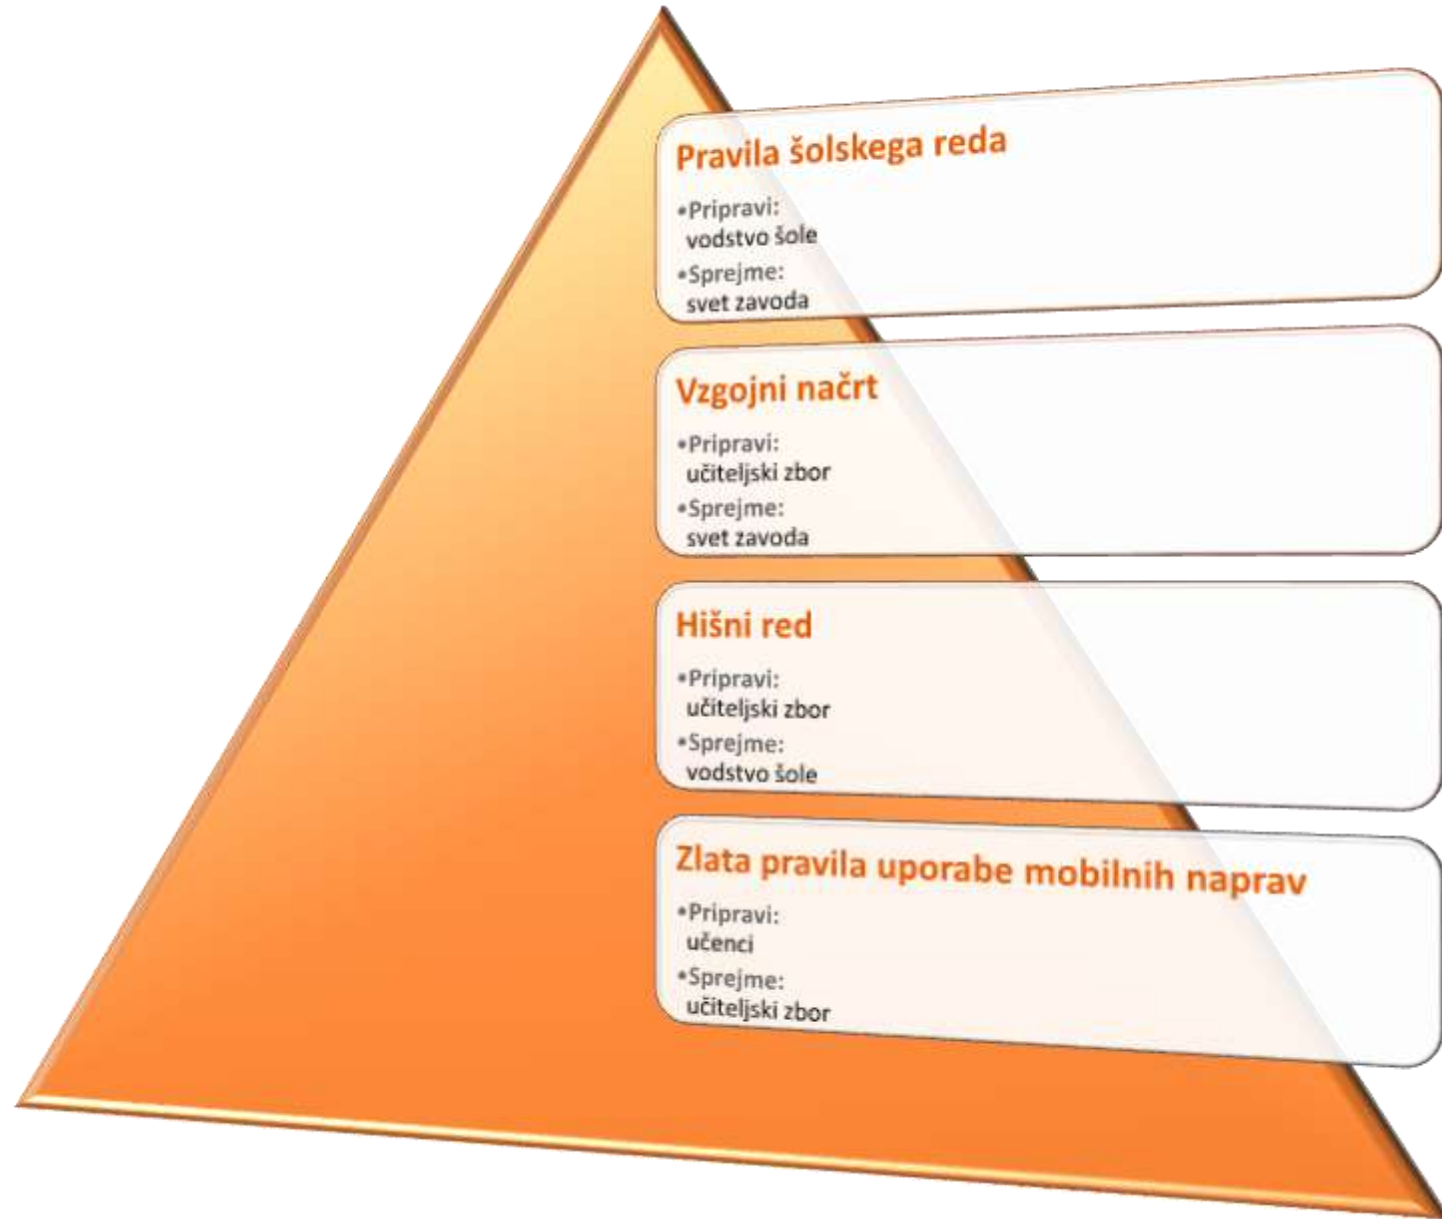 Pravila šolskega reda
•Pripravi:
vodstvo šole
•Sprejme:
svet zavoda
Vzgojni načrt
•Pripravi:
učiteljski zbor
•Sprejme:
svet zavoda
Hišni red
•Pripravi:
učiteljski zbor
•Sprejme:
vodstvo šole
Zlata pravila uporabe mobilnih naprav
•Pripravi:
učenci
•Sprejme:
učiteljski zbor